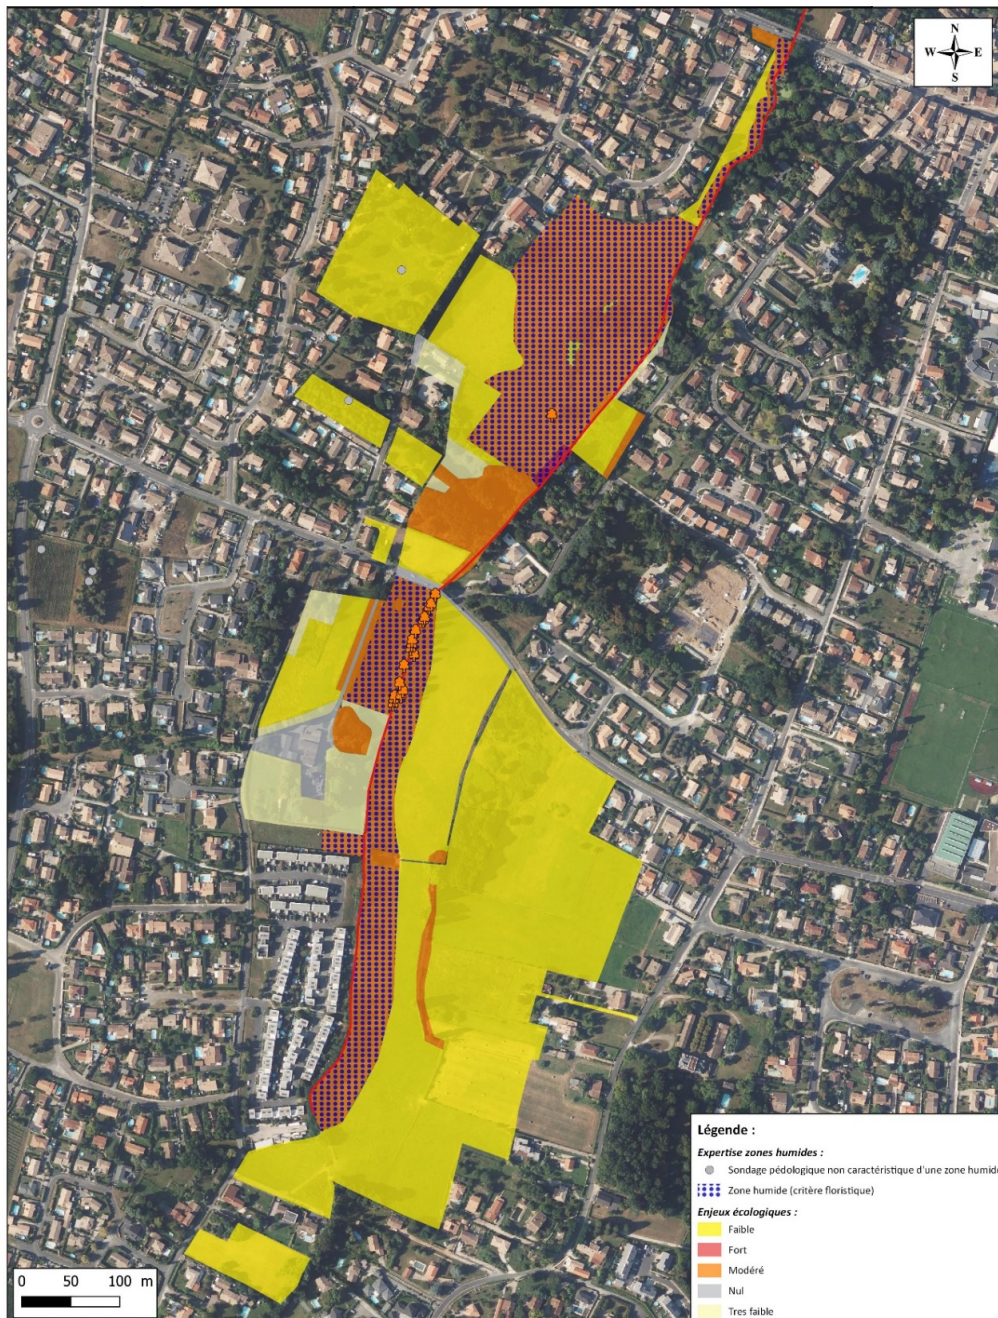 N
W E
S
Légende :
Expertise zones humides :
Sondage pédologique non caractéristique d'une zone humide
Zone humide (critère floristique)
Enjeux écologiques :
Faible
Fort
Modéré
Nul
Tres faible
0 50 100 m